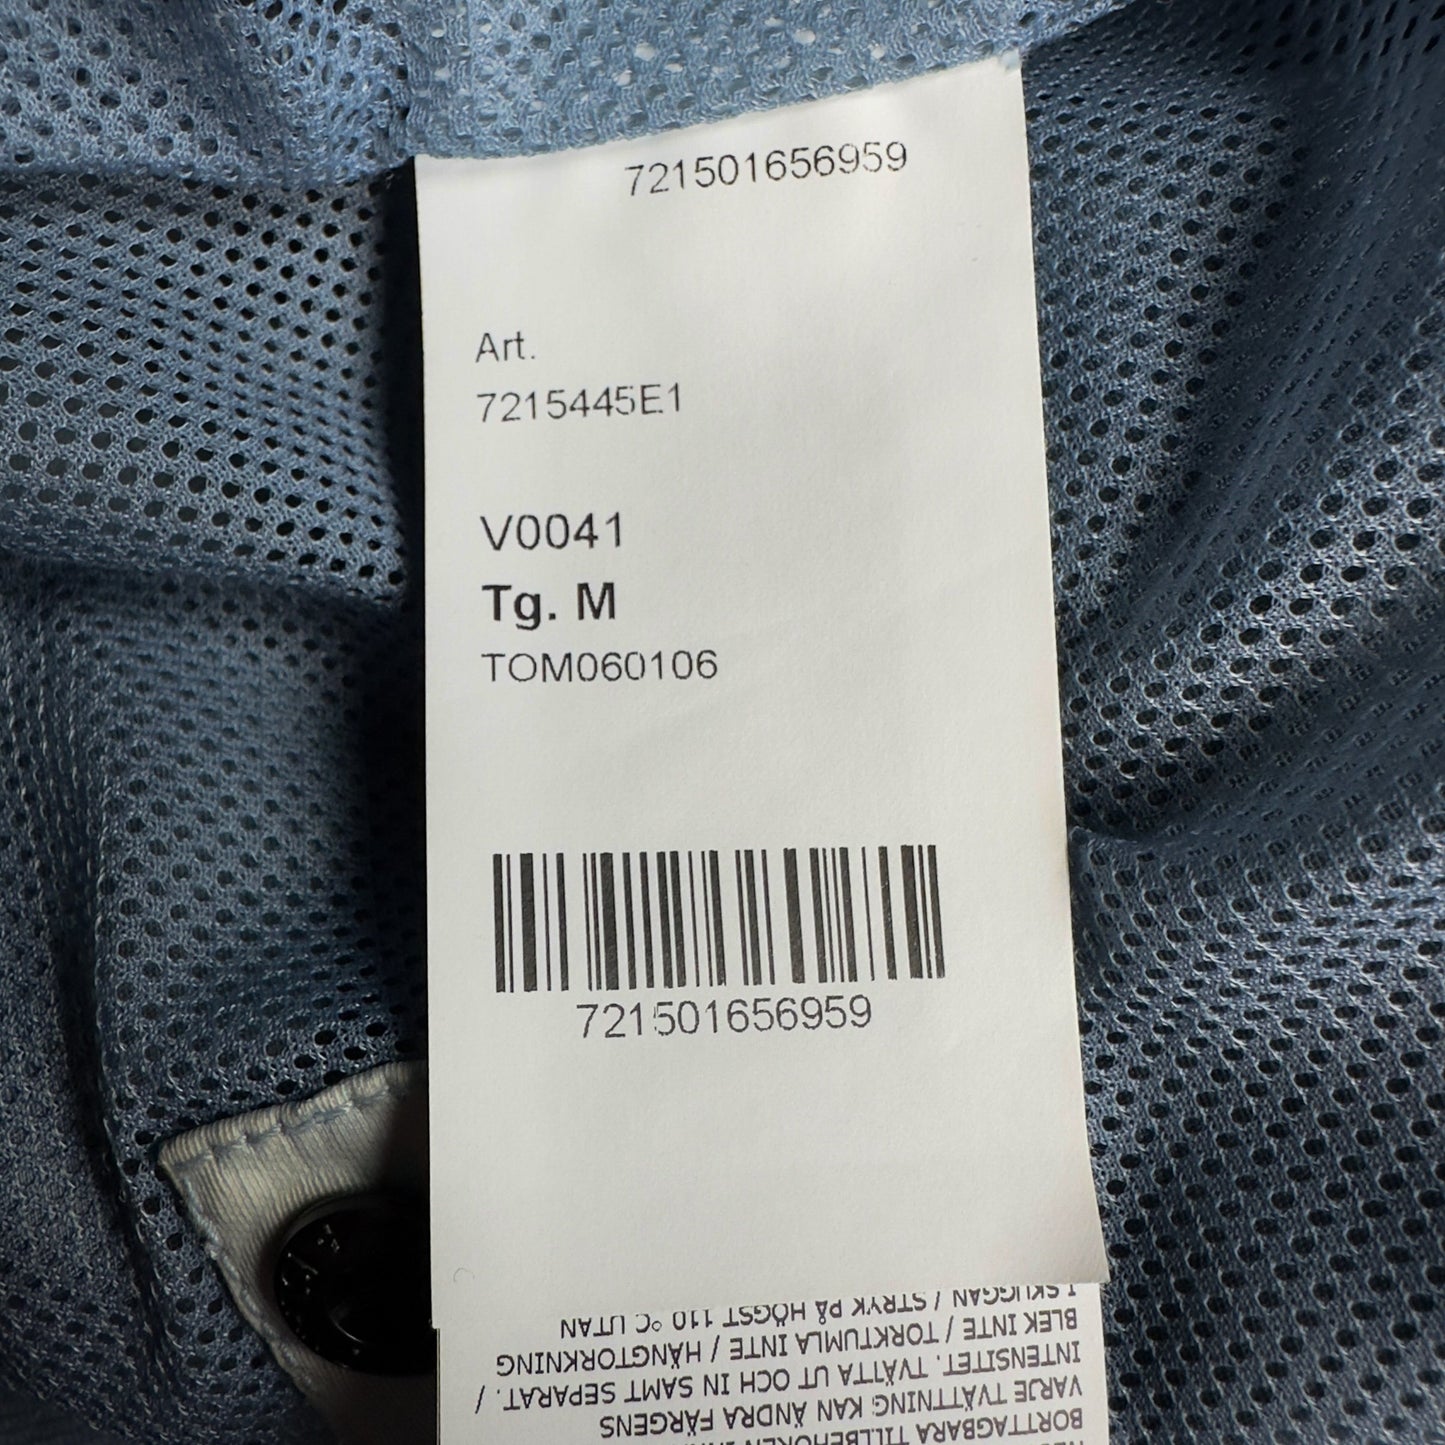 721501656959
Art.
7215445E1
V0041
Tg. M
TOM060106
721501656959
BORTTAGBARA TILLBEHÖREN
VARJE TVÄTTNING KAN ÄNDRA FÄRGENS
INTENSITET. TVÄTTA UT OCH IN SAMT SEPARAT. /
BLEK INTE / TORKTUMLA INTE / HÄNGTORKNING
I SKUGGAN / STRYK PÅ HÖGST 110 °C UTAN